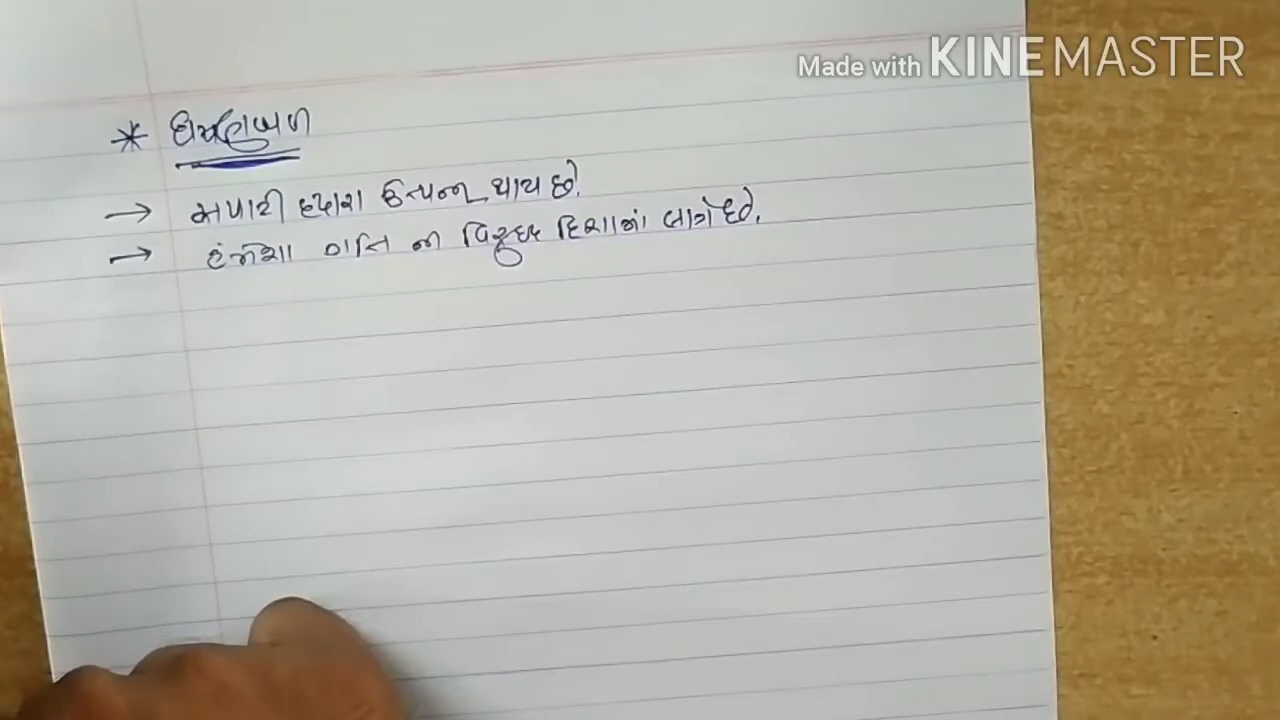 Made with KINEMASTER
* ઘર્ષણબળ
→ સપાટી દ્વારા ઉત્પન્ન થાય છે.
→ હંમેશા ગતિ ની વિરુદ્ધ દિશામાં લાગે છે.